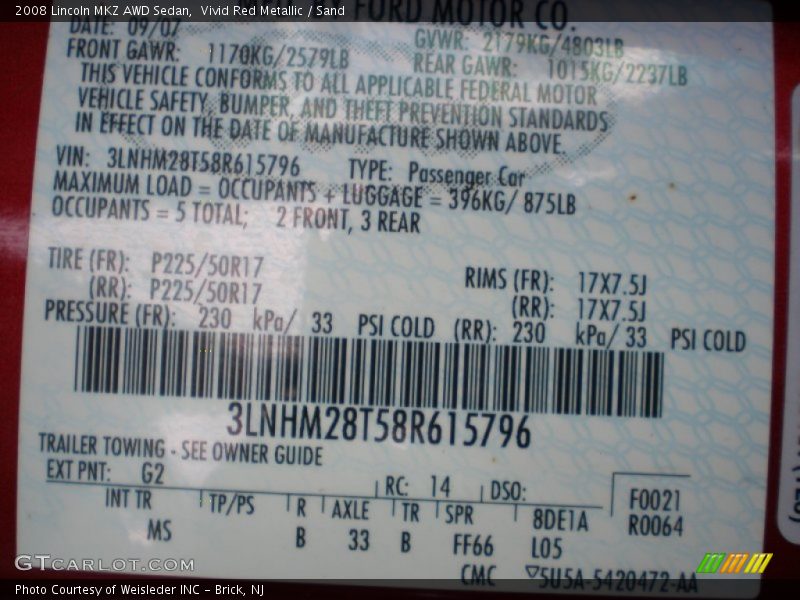 2008 Lincoln MKZ AWD Sedan, Vivid Red Metallic / Sand
FORD MOTOR CO.
DATE: 09/07 GVWR: 2179KG/4803LB
FRONT GAWR: 1170KG/2579LB REAR GAWR: 1015KG/2237LB
THIS VEHICLE CONFORMS TO ALL APPLICABLE FEDERAL MOTOR
VEHICLE SAFETY, BUMPER, AND THEFT PREVENTION STANDARDS
IN EFFECT ON THE DATE OF MANUFACTURE SHOWN ABOVE.
VIN: 3LNHM28T58R615796 TYPE: Passenger Car
MAXIMUM LOAD = OCCUPANTS + LUGGAGE = 396KG/ 875LB
OCCUPANTS = 5 TOTAL; 2 FRONT, 3 REAR
TIRE (FR): P225/50R17 RIMS (FR): 17X7.5J
(RR): P225/50R17 (RR): 17X7.5J
PRESSURE (FR): 230 kPa/ 33 PSI COLD (RR): 230 kPa/ 33 PSI COLD
3LNHM28T58R615796
TRAILER TOWING - SEE OWNER GUIDE
EXT PNT: G2 RC: 14 DSO: F0021
INT TR TP/PS R AXLE TR SPR 8DE1A R0064
MS B 33 B FF66 L05
CMC 5U5A-5420472-AA
GTCARLOT.COM
Photo Courtesy of Weisleder INC – Brick, NJ